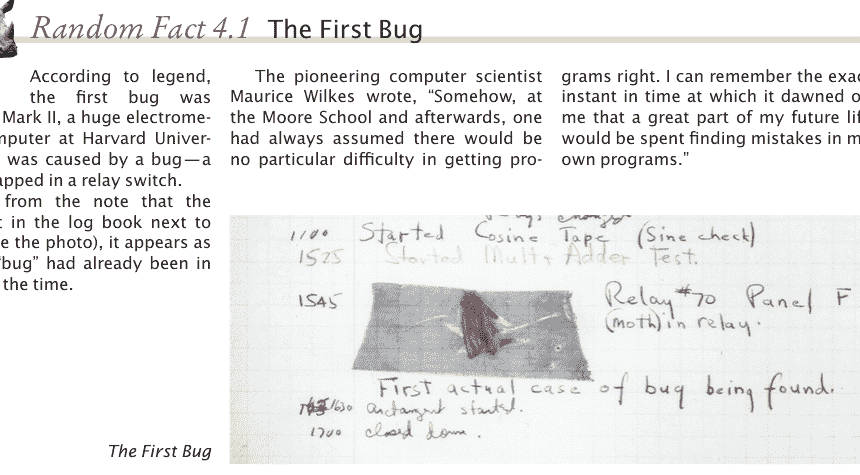 Random Fact 4.1 The First Bug
According to legend,
the first bug was
Mark II, a huge electrome-
mputer at Harvard Univer-
was caused by a bug—a
apped in a relay switch.
from the note that the
t in the log book next to
e the photo), it appears as
“bug” had already been in
the time.
The pioneering computer scientist
Maurice Wilkes wrote, “Somehow, at
the Moore School and afterwards, one
had always assumed there would be
no particular difficulty in getting pro-
grams right. I can remember the exac
instant in time at which it dawned o
me that a great part of my future lif
would be spent finding mistakes in m
own programs.”
1100 Started Cosine Tape (Sine check)
1525 Started Mult + Adder Test.
1545 Relay #70 Panel F
(moth) in relay.
First actual case of bug being found.
1630 arctangent started.
1700 closed down.
The First Bug